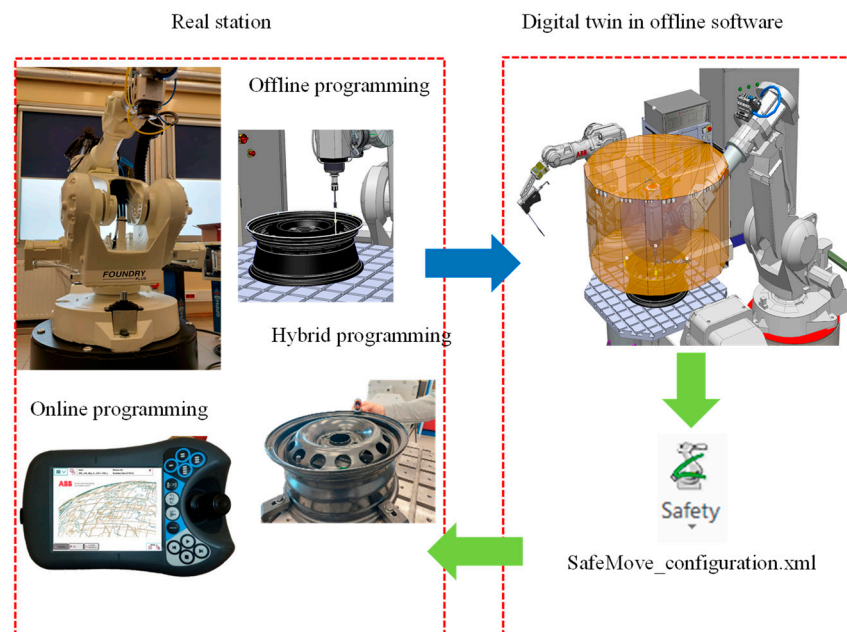 Real station
Digital twin in offline software
Offline programming
FOUNDRY
PLUS
ABB
Hybrid programming
Online programming
ABB
Safety
SafeMove_configuration.xml